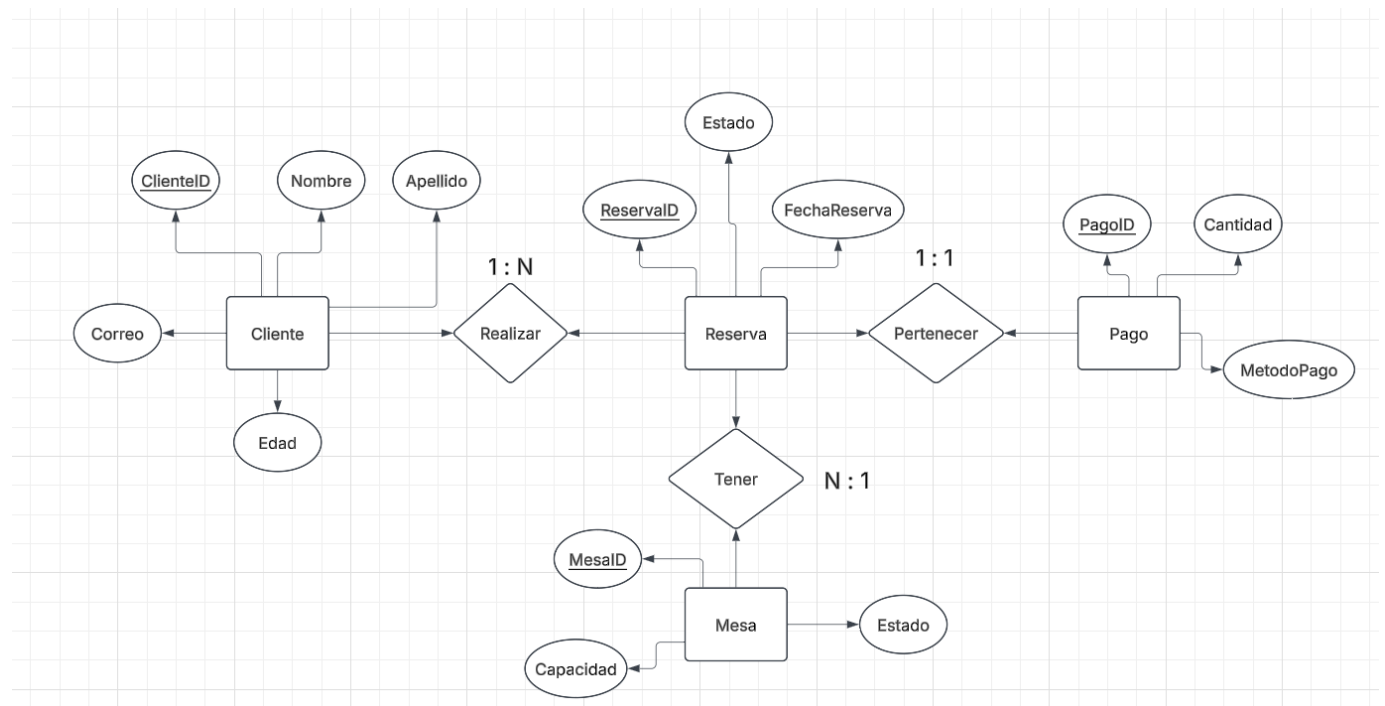 Estado
ClienteID
Nombre
Apellido
ReservaID
FechaReserva
PagoID
Cantidad
1 : N
1 : 1
Correo
Cliente
Realizar
Reserva
Pertenecer
Pago
MetodoPago
Edad
Tener
N : 1
MesaID
Mesa
Estado
Capacidad